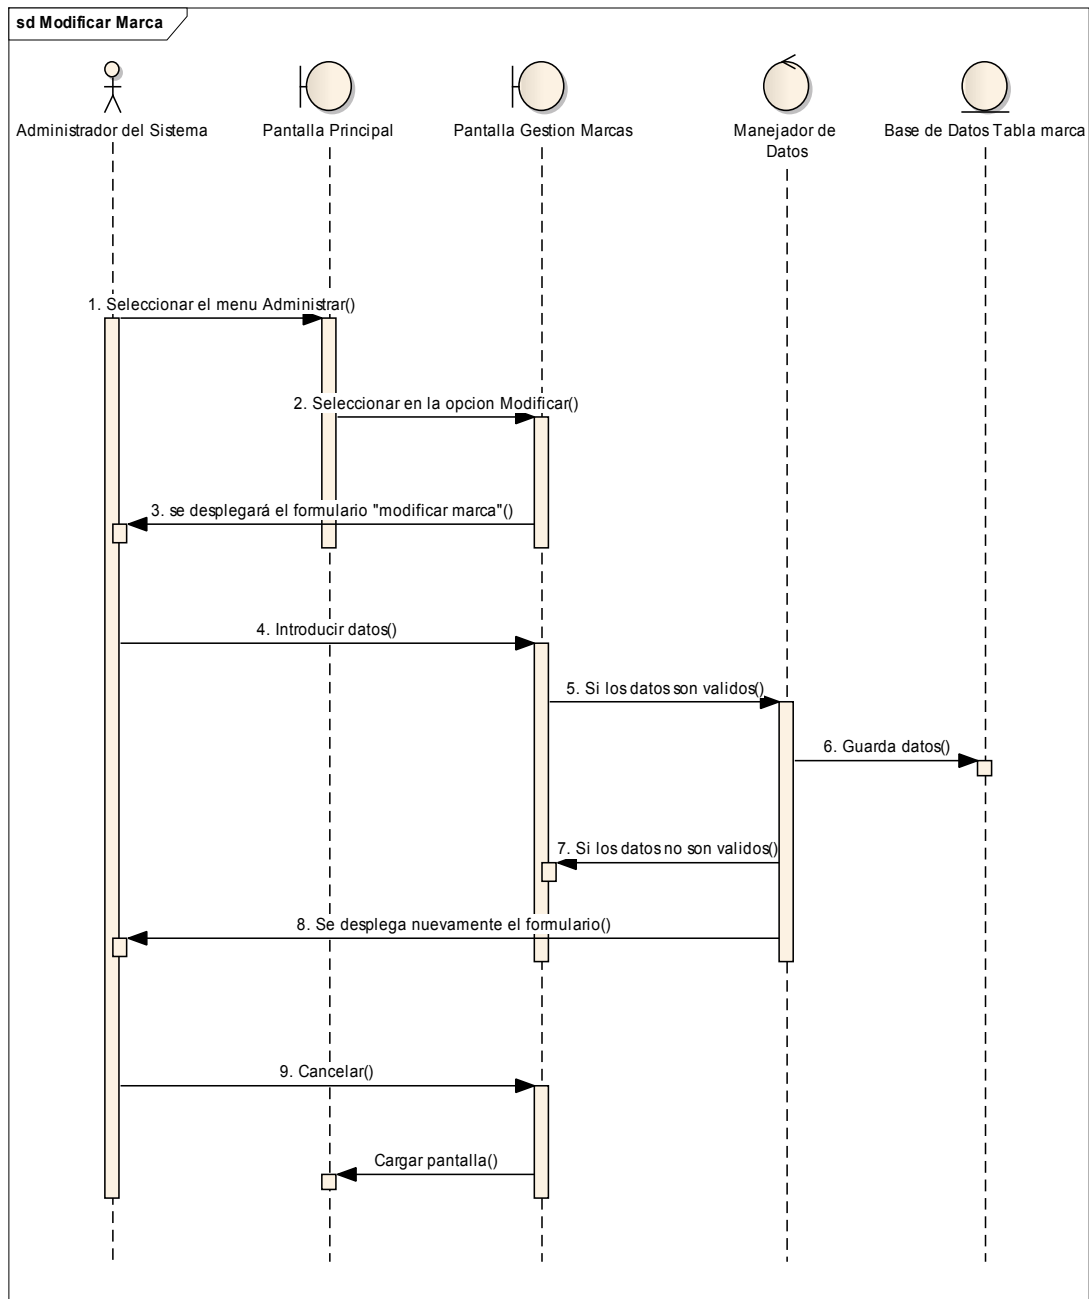 sd Modificar Marca
Administrador del Sistema
Pantalla Principal
Pantalla Gestion Marcas
Manejador de
Datos
Base de Datos Tabla marca
1. Seleccionar el menu Administrar()
2. Seleccionar en la opcion Modificar()
3. se desplegará el formulario "modificar marca"()
4. Introducir datos()
5. Si los datos son validos()
6. Guarda datos()
7. Si los datos no son validos()
8. Se desplega nuevamente el formulario()
9. Cancelar()
Cargar pantalla()